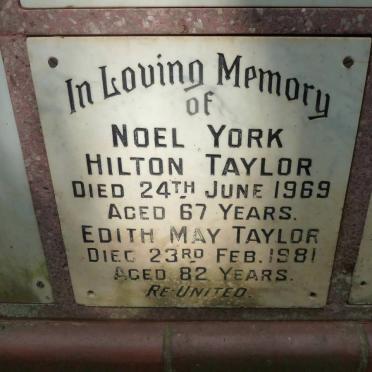 In Loving Memory
of
NOEL YORK
HILTON TAYLOR
DIED 24TH JUNE 1969
AGED 67 YEARS.
EDITH MAY TAYLOR
DIED 23RD FEB. 1981
AGED 82 YEARS.
RE-UNITED.